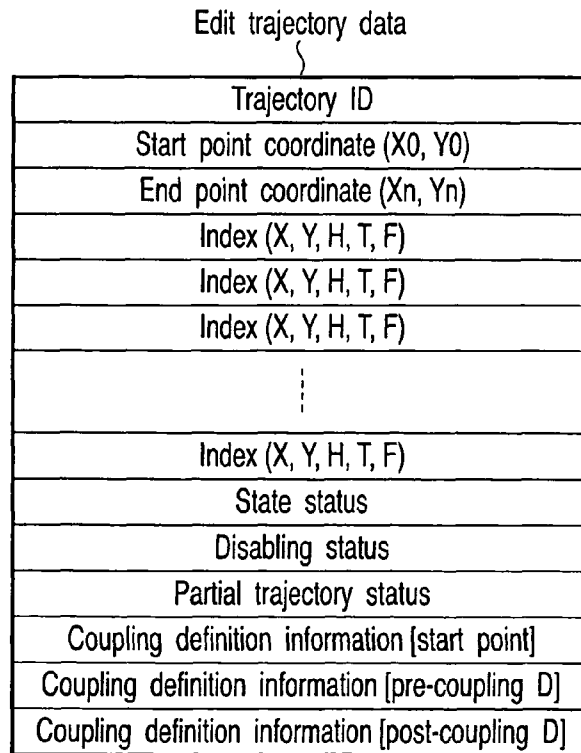 Edit trajectory data
Trajectory ID
Start point coordinate (X0, Y0)
End point coordinate (Xn, Yn)
Index (X, Y, H, T, F)
Index (X, Y, H, T, F)
Index (X, Y, H, T, F)
Index (X, Y, H, T, F)
State status
Disabling status
Partial trajectory status
Coupling definition information [start point]
Coupling definition information [pre-coupling D]
Coupling definition information [post-coupling D]